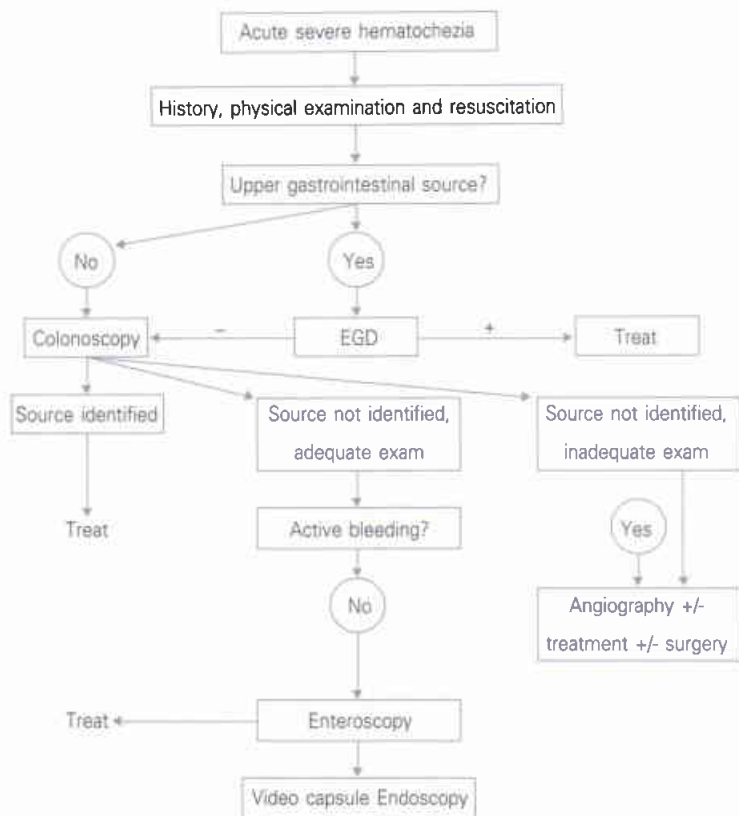 Acute severe hematochezia
History, physical examination and resuscitation
Upper gastrointestinal source?
No
Yes
Colonoscopy
−
EGD
+
Treat
Source identified
Source not identified,
adequate exam
Source not identified,
inadequate exam
Treat
Active bleeding?
Yes
No
Angiography +/-
treatment +/- surgery
Treat
Enteroscopy
Video capsule Endoscopy